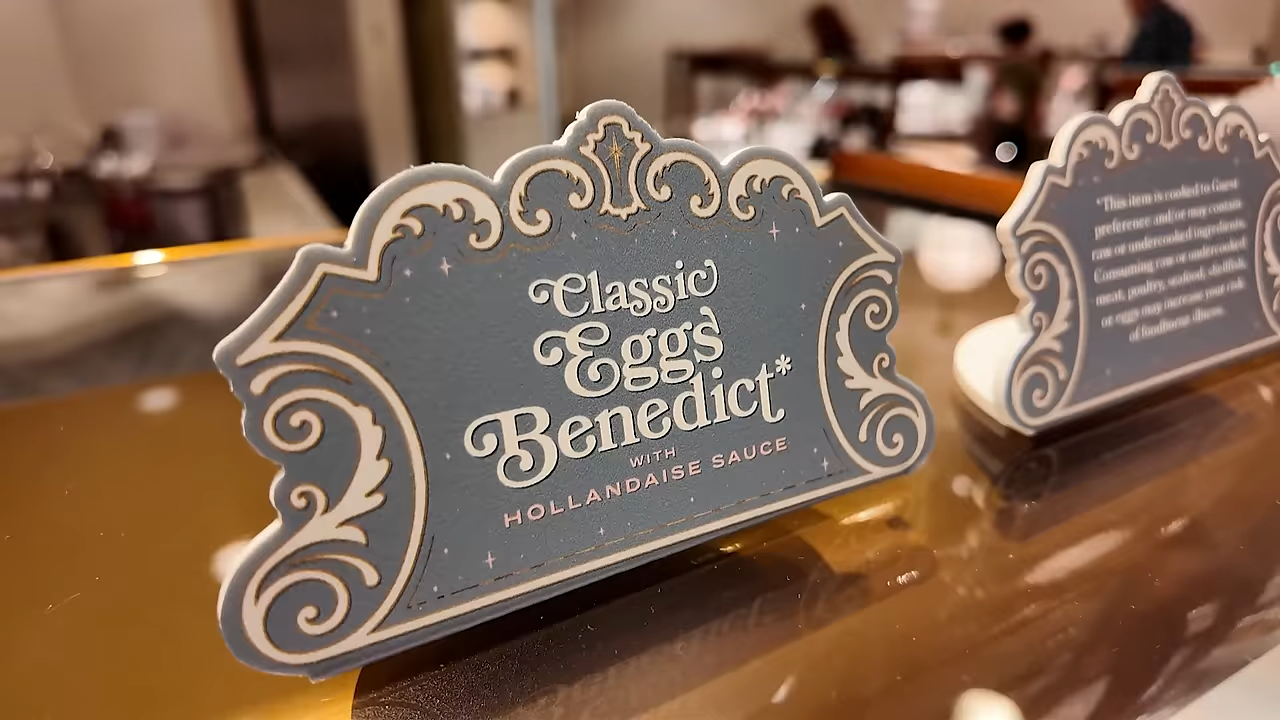 Classic
Eggs
Benedict*
WITH
HOLLANDAISE SAUCE
*This item is cooked to Guest
preference and/or may contain
raw or undercooked ingredients.
Consuming raw or undercooked
meat, poultry, seafood, shellfish
or eggs may increase your risk
of foodborne illness.